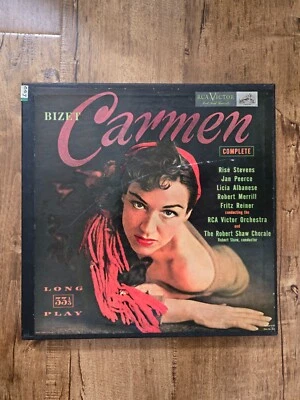 RCA VICTOR
BIZET
Carmen
COMPLETE
Risë Stevens
Jan Peerce
Licia Albanese
Robert Merrill
Fritz Reiner
conducting the
RCA Victor Orchestra
and
The Robert Shaw Chorale
Robert Shaw, conductor
LONG
33⅓
PLAY